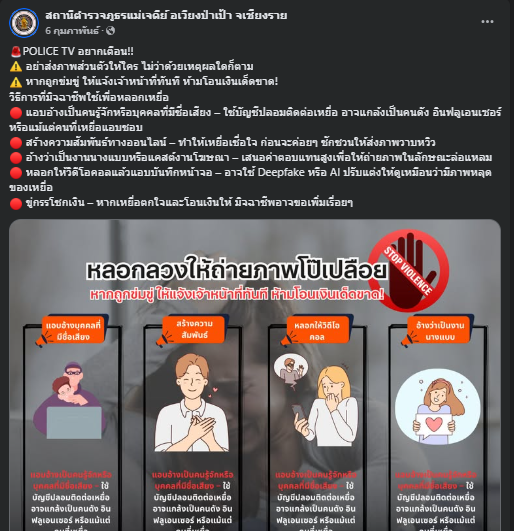 สถานีตำรวจภูธรแม่เจดีย์ อ.เวียงป่าเป้า จ.เชียงราย
6 กุมภาพันธ์
🚨POLICE TV อยากเตือน!!
⚠️ อย่าส่งภาพส่วนตัวให้ใคร ไม่ว่าด้วยเหตุผลใดก็ตาม
⚠️ หากถูกข่มขู่ ให้แจ้งเจ้าหน้าที่ทันที ห้ามโอนเงินเด็ดขาด!
วิธีการที่มิจฉาชีพใช้เพื่อหลอกเหยื่อ
🔴 แอบอ้างเป็นคนรู้จักหรือบุคคลที่มีชื่อเสียง – ใช้บัญชีปลอมติดต่อเหยื่อ อาจแกล้งเป็นคนดัง อินฟลูเอนเซอร์
หรือแม้แต่คนที่เหยื่อแอบชอบ
🔴 สร้างความสัมพันธ์ทางออนไลน์ – ทำให้เหยื่อเชื่อใจ ก่อนจะค่อยๆ ชักชวนให้ส่งภาพวาบหวิว
🔴 อ้างว่าเป็นงานนางแบบหรือแคสต์งานโฆษณา – เสนอค่าตอบแทนสูงเพื่อให้ถ่ายภาพในลักษณะล่อแหลม
🔴 หลอกให้วิดีโอคอลแล้วแอบบันทึกหน้าจอ – อาจใช้ Deepfake หรือ AI ปรับแต่งให้ดูเหมือนว่ามีภาพหลุด
ของเหยื่อ
🔴 ขู่กรรโชกเงิน – หากเหยื่อตกใจและโอนเงินให้ มิจฉาชีพอาจขอเพิ่มเรื่อยๆ
STOP VIOLENCE
หลอกลวงให้ถ่ายภาพโป๊เปลือย
หากถูกข่มขู่ ให้แจ้งเจ้าหน้าที่ทันที ห้ามโอนเงินเด็ดขาด!
แอบอ้างบุคคลที่
มีชื่อเสียง
สร้างความ
สัมพันธ์
หลอกให้วิดีโอ
คอล
อ้างว่าเป็นงาน
นางแบบ
แอบอ้างเป็นคนรู้จักหรือ
บุคคลที่มีชื่อเสียง – ใช้
บัญชีปลอมติดต่อเหยื่อ
อาจแกล้งเป็นคนดัง อิน
ฟลูเอนเซอร์ หรือแม้แต่
แอบอ้างเป็นคนรู้จักหรือ
บุคคลที่มีชื่อเสียง – ใช้
บัญชีปลอมติดต่อเหยื่อ
อาจแกล้งเป็นคนดัง อิน
ฟลูเอนเซอร์ หรือแม้แต่
แอบอ้างเป็นคนรู้จักหรือ
บุคคลที่มีชื่อเสียง – ใช้
บัญชีปลอมติดต่อเหยื่อ
อาจแกล้งเป็นคนดัง อิน
ฟลูเอนเซอร์ หรือแม้แต่
แอบอ้างเป็นคนรู้จักหรือ
บุคคลที่มีชื่อเสียง – ใช้
บัญชีปลอมติดต่อเหยื่อ
อาจแกล้งเป็นคนดัง อิน
ฟลูเอนเซอร์ หรือแม้แต่